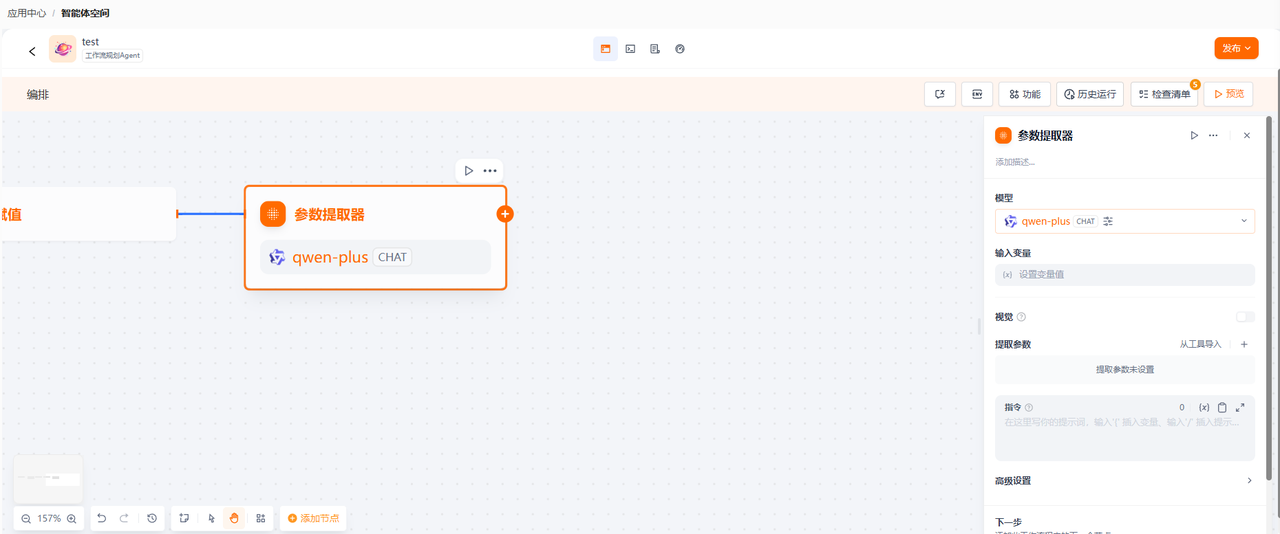 应用中心 / 智能体空间
test
工作流规划Agent
发布
编排
功能
历史运行
检查清单
5
预览
赋值
参数提取器
qwen-plus CHAT
157%
添加节点
参数提取器
添加描述...
模型
qwen-plus CHAT
输入变量
(x) 设置变量值
视觉
提取参数
从工具导入
提取参数未设置
指令
0
(x)
在这里写你的提示词，输入'{' 插入变量、输入'/' 插入提示...
高级设置
下一步